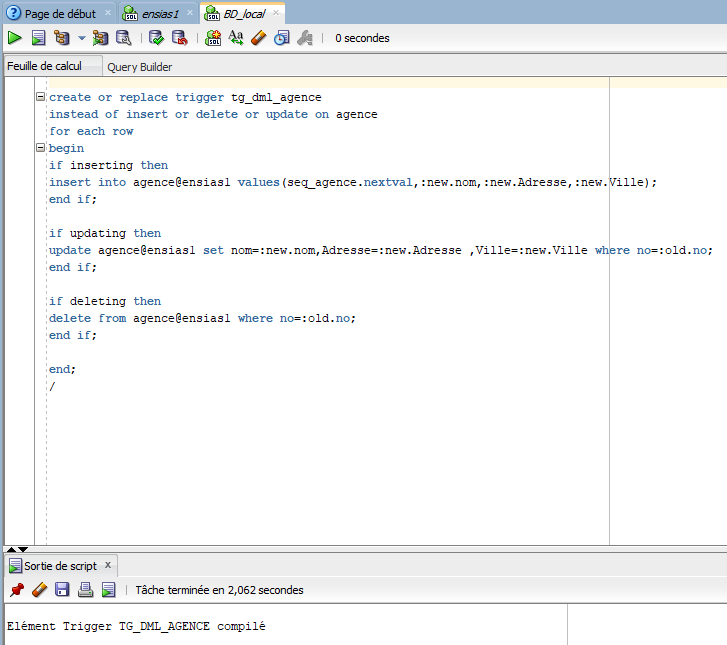 Page de début
ensias1
BD_local
0 secondes
Feuille de calcul
Query Builder
create or replace trigger tg_dml_agence
instead of insert or delete or update on agence
for each row
begin
if inserting then
insert into agence@ensias1 values(seq_agence.nextval,:new.nom,:new.Adresse,:new.Ville);
end if;
if updating then
update agence@ensias1 set nom=:new.nom,Adresse=:new.Adresse ,Ville=:new.Ville where no=:old.no;
end if;
if deleting then
delete from agence@ensias1 where no=:old.no;
end if;
end;
/
Sortie de script
Tâche terminée en 2,062 secondes
Elément Trigger TG_DML_AGENCE compilé